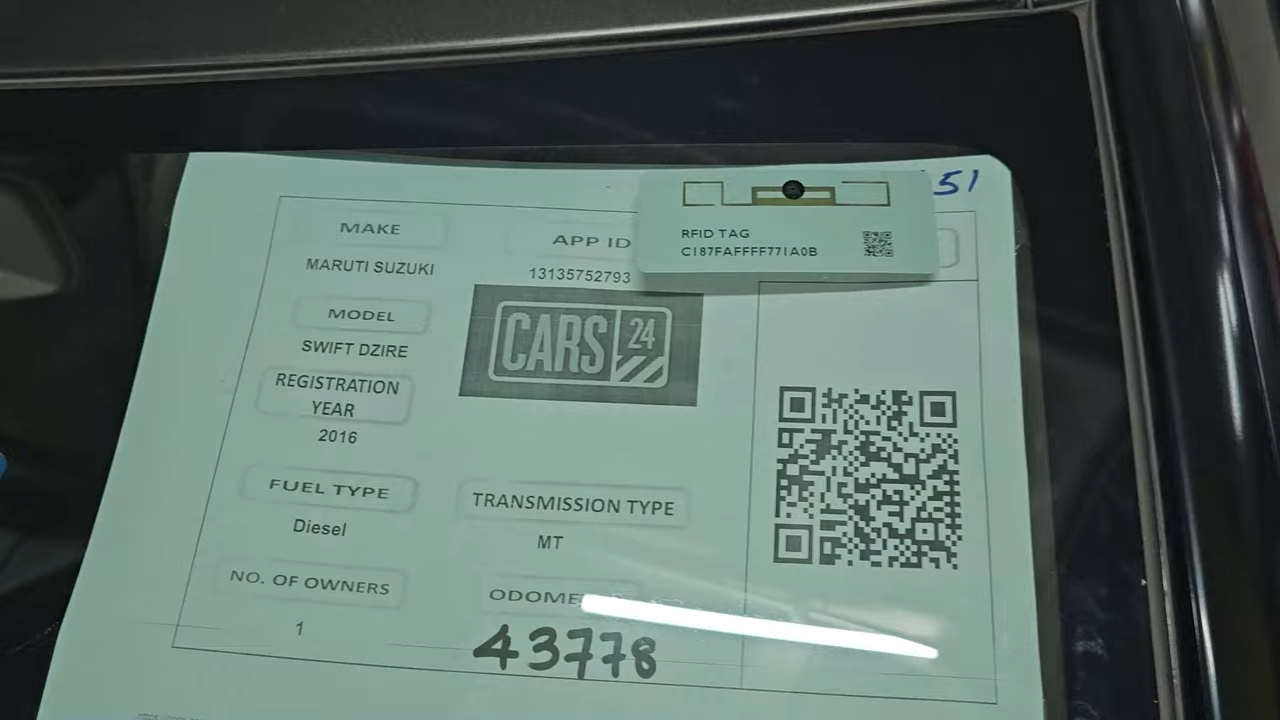 51
MAKE
MARUTI SUZUKI
APP ID
13135752793
RFID TAG
C187FAFFFF771A0B
MODEL
SWIFT DZIRE
CARS 24
REGISTRATION
YEAR
2016
FUEL TYPE
Diesel
TRANSMISSION TYPE
MT
NO. OF OWNERS
1
ODOME
43778